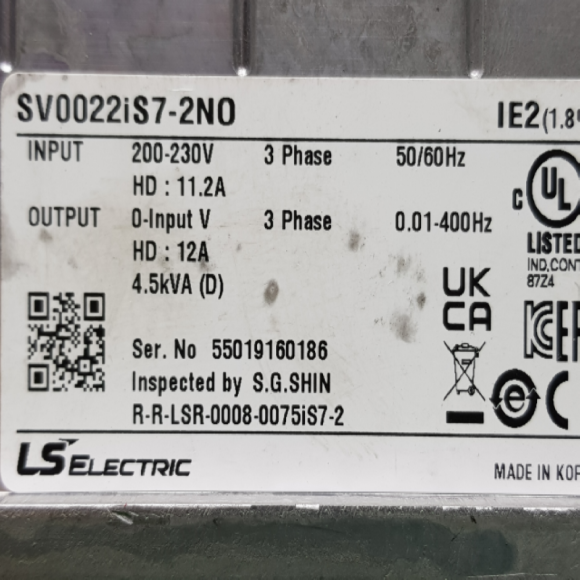 SV0022iS7-2NO IE2(1.8
INPUT 200-230V 3 Phase 50/60Hz
HD : 11.2A
OUTPUT 0-Input V 3 Phase 0.01-400Hz
HD : 12A
4.5kVA (D)
C UL
LISTED
IND.CONT
87Z4
UK
CA
Ser. No 55019160186
Inspected by S.G.SHIN
R-R-LSR-0008-0075iS7-2
LS ELECTRIC MADE IN KOR